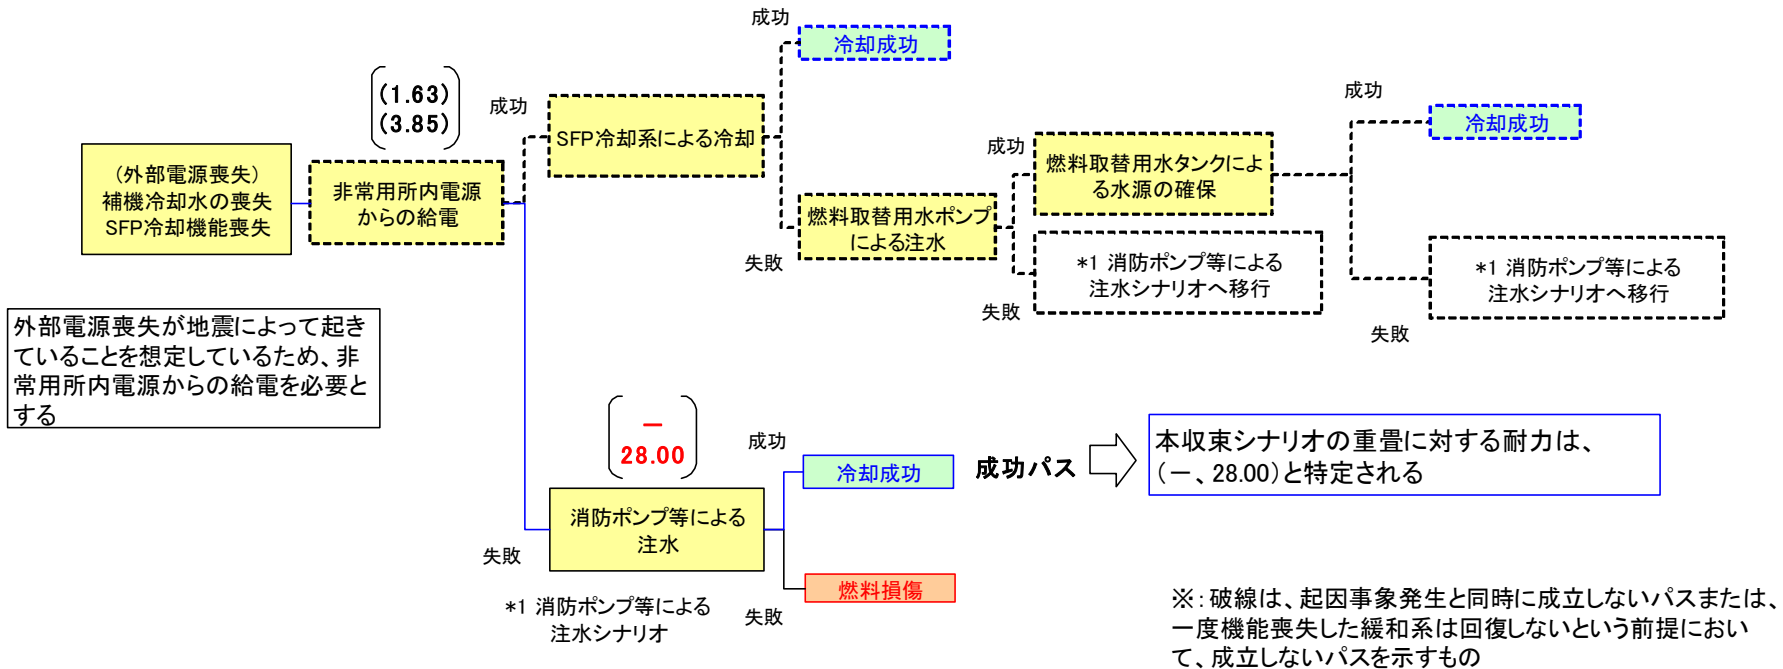 成功
冷却成功
(1.63)
(3.85)
成功
SFP冷却系による冷却
成功
冷却成功
(外部電源喪失)
補機冷却水の喪失
SFP冷却機能喪失
非常用所内電源
からの給電
成功
燃料取替用水タンクによ
る水源の確保
失敗
燃料取替用水ポンプ
による注水
失敗
*1 消防ポンプ等による
注水シナリオへ移行
失敗
*1 消防ポンプ等による
注水シナリオへ移行
外部電源喪失が地震によって起き
ていることを想定しているため、非
常用所内電源からの給電を必要と
する
－
28.00
成功
冷却成功
成功パス
本収束シナリオの重畳に対する耐力は、
(－、28.00)と特定される
失敗
消防ポンプ等による
注水
*1 消防ポンプ等による
注水シナリオ
失敗
燃料損傷
※:破線は、起因事象発生と同時に成立しないパスまたは、
一度機能喪失した緩和系は回復しないという前提におい
て、成立しないパスを示すもの